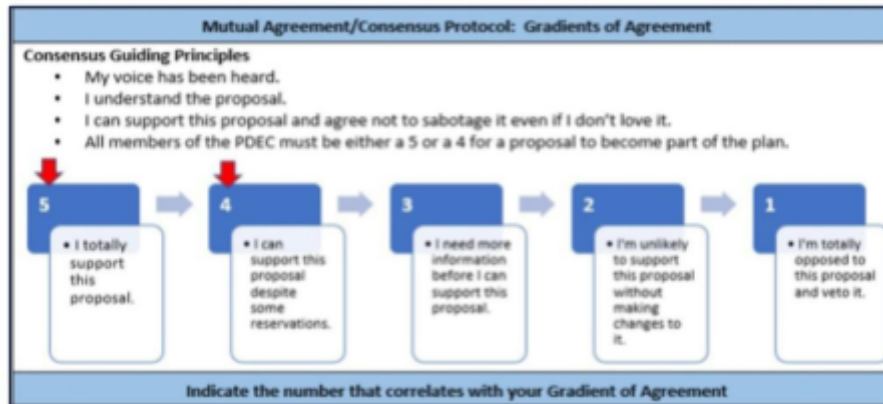 Mutual Agreement/Consensus Protocol: Gradients of Agreement
Consensus Guiding Principles
• My voice has been heard.
• I understand the proposal.
• I can support this proposal and agree not to sabotage it even if I don't love it.
• All members of the PDEC must be either a 5 or a 4 for a proposal to become part of the plan.
5
• I totally
support
this
proposal.
4
• I can
support this
proposal
despite
some
reservations.
3
• I need more
information
before I can
support this
proposal.
2
• I'm unlikely
to support
this proposal
without
making
changes to
it.
1
• I'm totally
opposed to
this proposal
and veto it.
Indicate the number that correlates with your Gradient of Agreement